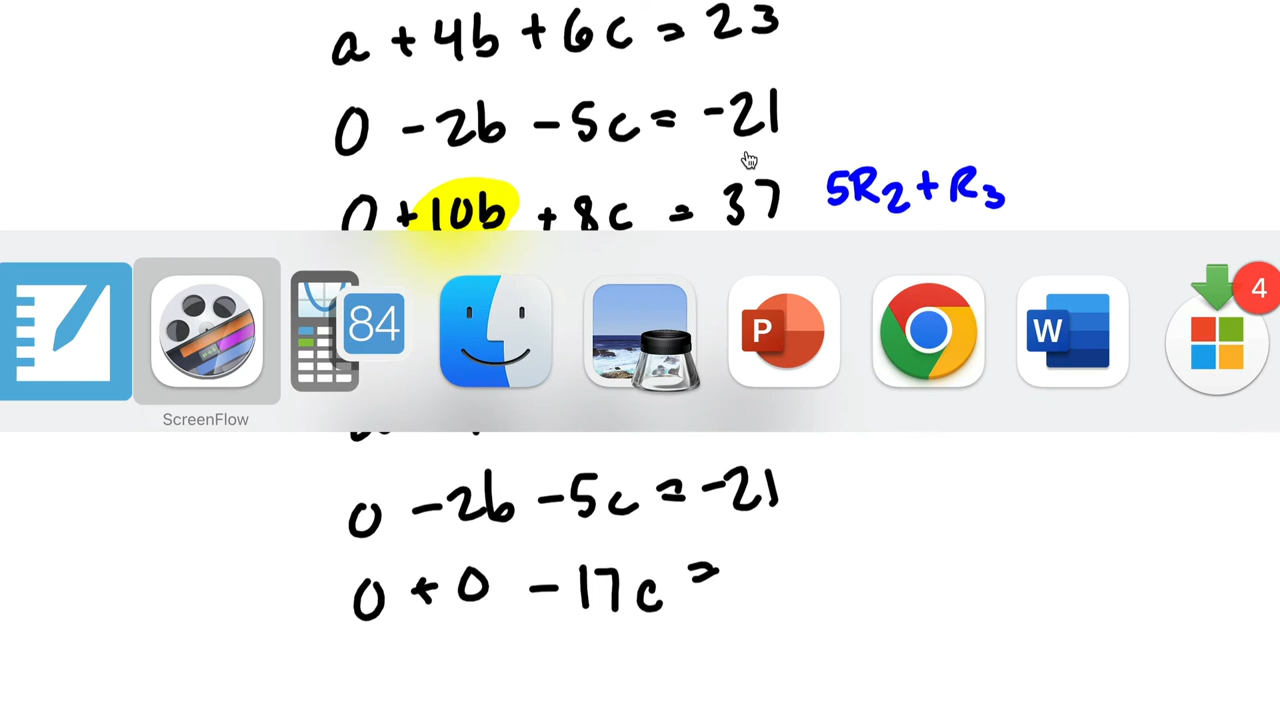 a + 4b + 6c = 23
0 - 2b - 5c = -21
0 + 10b + 8c = 37 5R₂ + R₃
84
P
W
4
ScreenFlow
0 - 2b - 5c = -21
0 + 0 - 17c =